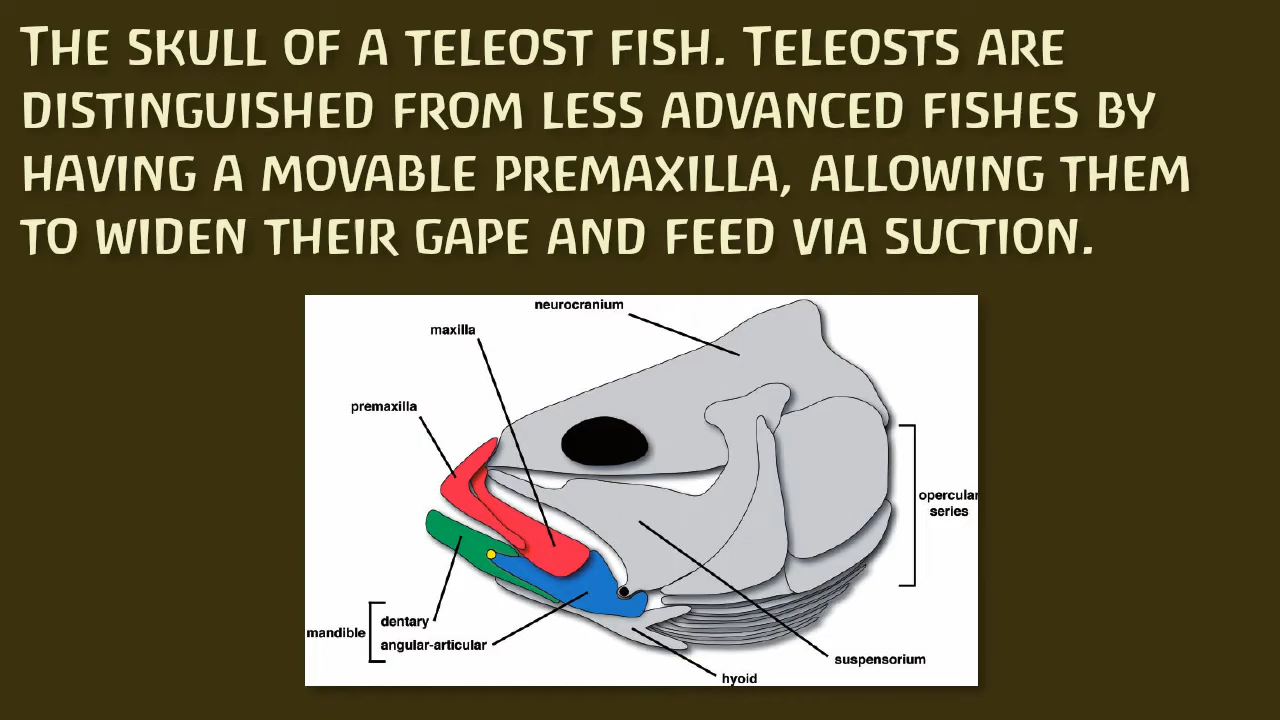 The skull of a teleost fish. Teleosts are
distinguished from less advanced fishes by
having a movable premaxilla, allowing them
to widen their gape and feed via suction.
neurocranium
maxilla
premaxilla
opercular
series
dentary
mandible
angular-articular
suspensorium
hyoid